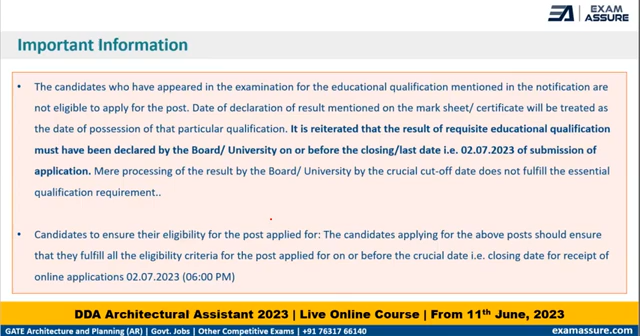 EXAM
ASSURE
Important Information
• The candidates who have appeared in the examination for the educational qualification mentioned in the notification are
not eligible to apply for the post. Date of declaration of result mentioned on the mark sheet/ certificate will be treated as
the date of possession of that particular qualification. It is reiterated that the result of requisite educational qualification
must have been declared by the Board/ University on or before the closing/last date i.e. 02.07.2023 of submission of
application. Mere processing of the result by the Board/ University by the crucial cut-off date does not fulfill the essential
qualification requirement..
• Candidates to ensure their eligibility for the post applied for: The candidates applying for the above posts should ensure
that they fulfill all the eligibility criteria for the post applied for on or before the crucial date i.e. closing date for receipt of
online applications 02.07.2023 (06:00 PM)
DDA Architectural Assistant 2023 | Live Online Course | From 11th June, 2023
GATE Architecture and Planning (AR) | Govt. Jobs | Other Competitive Exams | +91 76317 66140
examassure.com